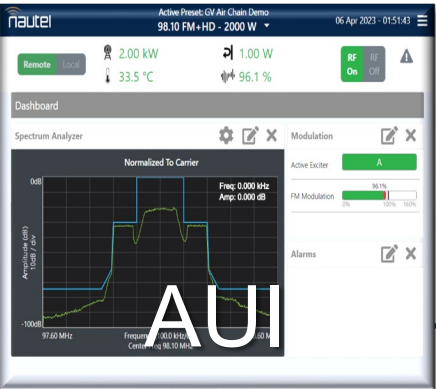 nautel
Active Preset: GV Air Chain Demo
98.10 FM+HD - 2000 W
06 Apr 2023 - 01:51:43
Remote Local
2.00 kW
1.00 W
RF On
RF Off
33.5 °C
96.1 %
Dashboard
Spectrum Analyzer
Modulation
Normalized To Carrier
Active Exciter
A
0dB
Freq: 0.000 kHz
Amp: 0.000 dB
96.1%
FM Modulation
0% 100% 160%
Amplitude (dB)
10dB / div
Alarms
-100dB
97.60 MHz
Center Freq 98.10 MHz
AUI